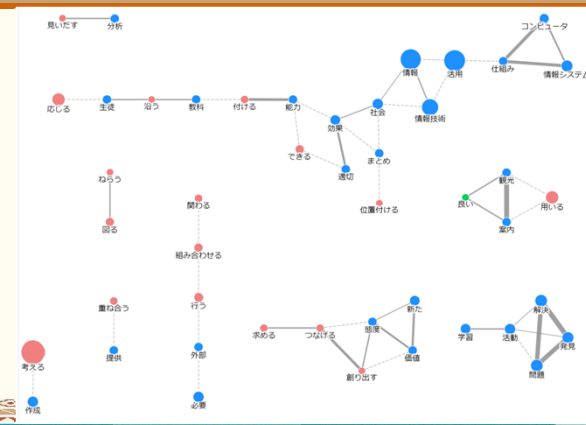 見いだす
分析
コンピュータ
情報
活用
仕組み
情報システム
応じる
生徒
沿う
教科
付ける
能力
効果
社会
情報技術
できる
適切
まとめ
位置付ける
ねらう
図る
関わる
組み合わせる
行う
外部
必要
観光
良い
用いる
案内
重ね合う
提供
考える
作成
求める
つなげる
態度
新たな
価値
創り出す
学習
活動
解決
発見
問題